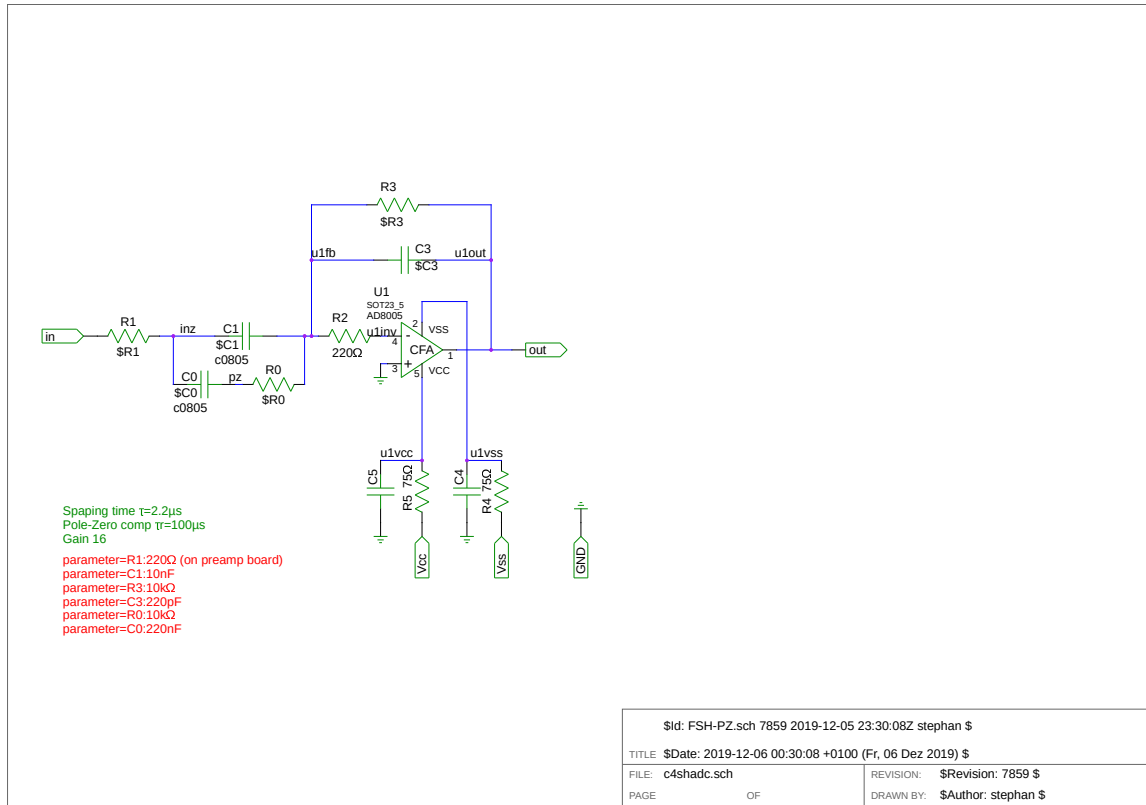 R3
$R3
u1fb
C3
u1out
$C3
U1
SOT23_5
AD8005
R1
inz
C1
R2
u1inv
2
VSS
in
-
4
CFA
1
out
$R1
$C1
c0805
220Ω
+
3
5
VCC
C0
pz
R0
$C0
$R0
c0805
u1vcc
u1vss
C5
R5 75Ω
C4
R4 75Ω
Vcc
Vss
GND
Spaping time τ=2.2µs
Pole-Zero comp τr=100µs
Gain 16
parameter=R1:220Ω (on preamp board)
parameter=C1:10nF
parameter=R3:10kΩ
parameter=C3:220pF
parameter=R0:10kΩ
parameter=C0:220nF
$Id: FSH-PZ.sch 7859 2019-12-05 23:30:08Z stephan $
TITLE $Date: 2019-12-06 00:30:08 +0100 (Fr, 06 Dez 2019) $
FILE: c4shadc.sch REVISION: $Revision: 7859 $
PAGE OF DRAWN BY: $Author: stephan $